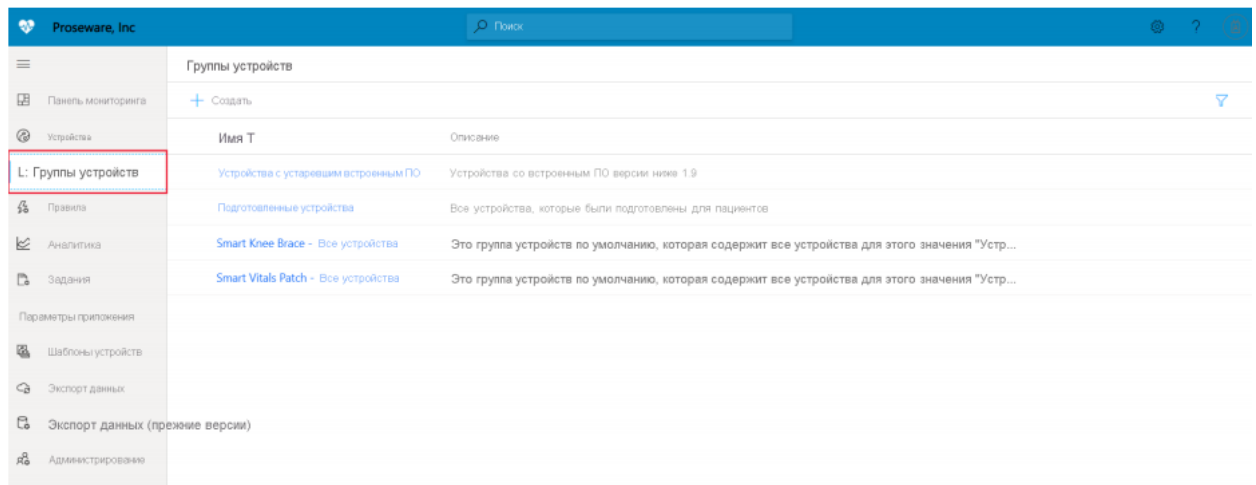 Proseware, Inc
Поиск
?
Группы устройств
Панель мониторинга
Создать
Устройства
Имя T
Описание
L: Группы устройств
Устройства с устаревшим встроенным ПО
Устройства со встроенным ПО версии ниже 1.9
Правила
Подготовленные устройства
Все устройства, которые были подготовлены для пациентов
Аналитика
Smart Knee Brace - Все устройства
Это группа устройств по умолчанию, которая содержит все устройства для этого значения "Устр...
Задания
Smart Vitals Patch - Все устройства
Это группа устройств по умолчанию, которая содержит все устройства для этого значения "Устр...
Параметры приложения
Шаблоны устройств
Экспорт данных
Экспорт данных (прежние версии)
Администрирование